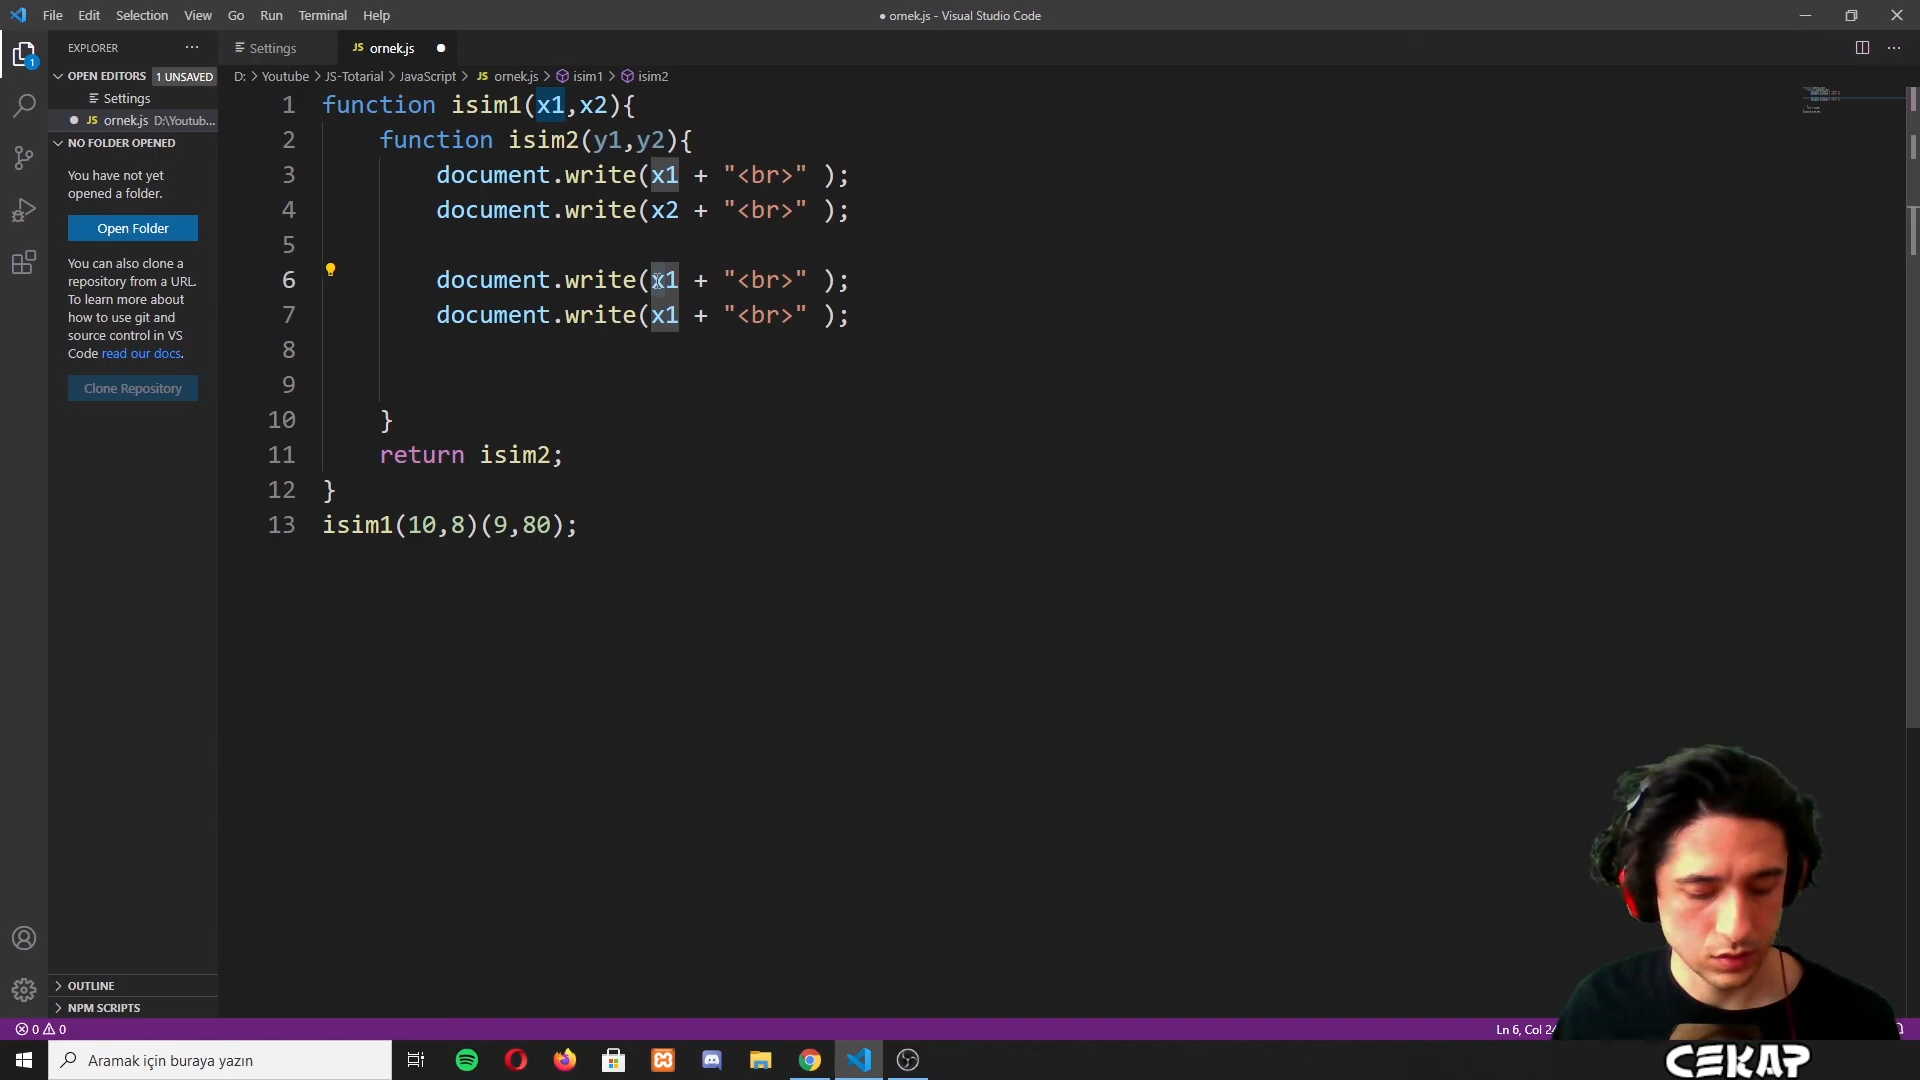 File Edit Selection View Go Run Terminal Help
● ornek.js - Visual Studio Code
EXPLORER
Settings
JS ornek.js
OPEN EDITORS 1 UNSAVED
Settings
JS ornek.js D:\Youtub...
NO FOLDER OPENED
You have not yet
opened a folder.
Open Folder
You can also clone a
repository from a URL.
To learn more about
how to use git and
source control in VS
Code read our docs.
Clone Repository
D: > Youtube > JS-Totarial > JavaScript > JS ornek.js > isim1 > isim2
1 function isim1(x1,x2){
2 function isim2(y1,y2){
3 document.write(x1 + "<br>" );
4 document.write(x2 + "<br>" );
5
6 document.write(x1 + "<br>" );
7 document.write(x1 + "<br>" );
8
9
10 }
11 return isim2;
12 }
13 isim1(10,8)(9,80);
OUTLINE
NPM SCRIPTS
0 0
Ln 6, Col
Aramak için buraya yazın
CEKAP